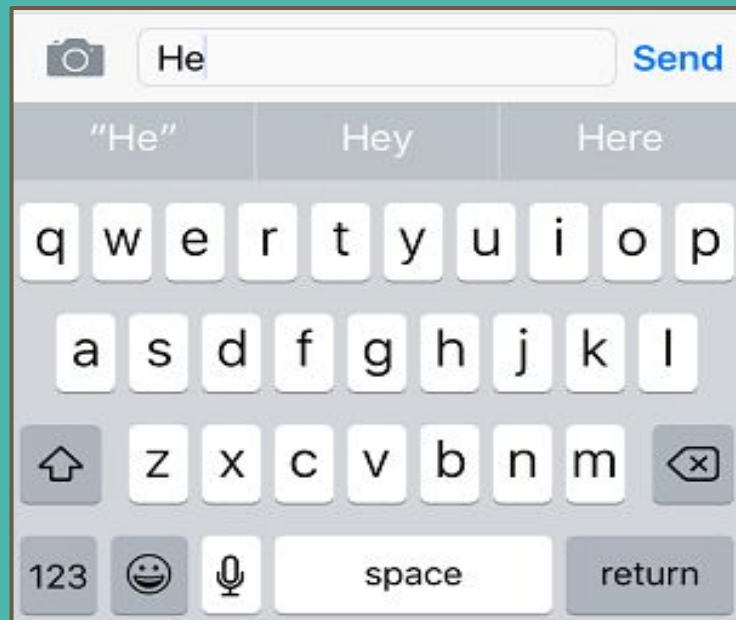 He Send
“He” Hey Here
q w e r t y u i o p
a s d f g h j k l
z x c v b n m
123 space return